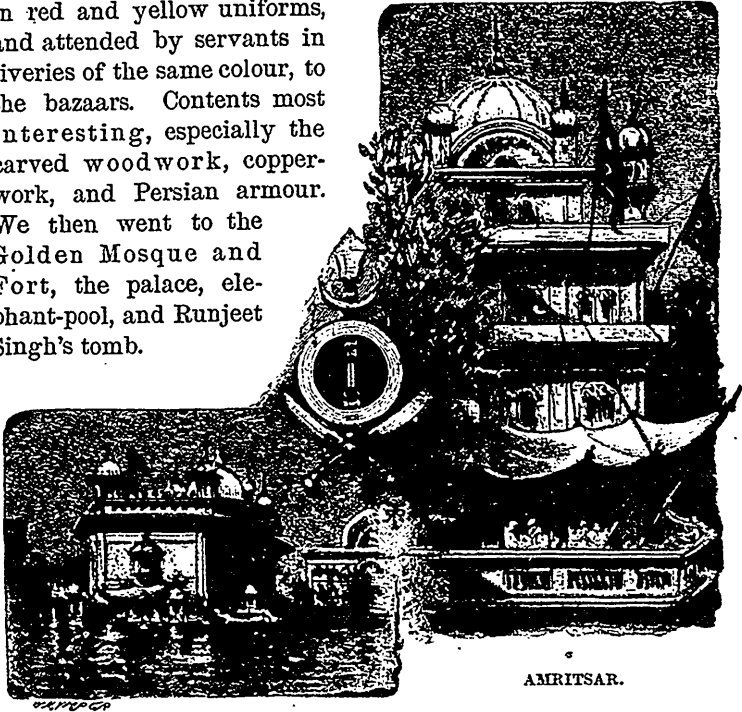 n red and yellow uniforms,
and attended by servants in
iveries of the same colour, to
he bazaars. Contents most
nteresting, especially the
carved woodwork, copper-
work, and Persian armour.
We then went to the
Golden Mosque and
Fort, the palace, ele-
phant-pool, and Runjeet
Singh's tomb.
AMRITSAR.